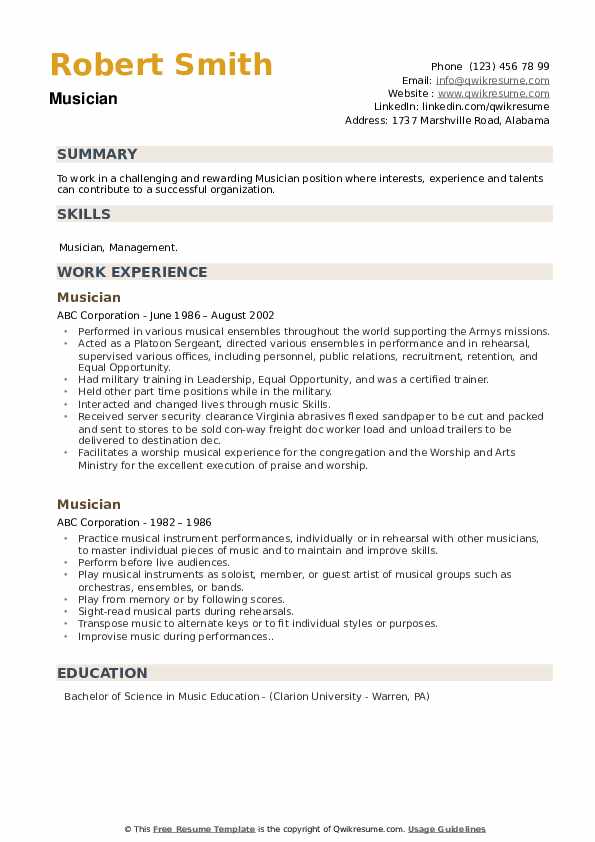 Robert Smith
Musician
Phone (123) 456 78 99
Email: info@qwikresume.com
Website : www.qwikresume.com
LinkedIn: linkedin.com/qwikresume
Address: 1737 Marshville Road, Alabama
SUMMARY
To work in a challenging and rewarding Musician position where interests, experience and talents
can contribute to a successful organization.
SKILLS
Musician, Management.
WORK EXPERIENCE
Musician
ABC Corporation - June 1986 – August 2002
• Performed in various musical ensembles throughout the world supporting the Armys missions.
• Acted as a Platoon Sergeant, directed various ensembles in performance and in rehearsal,
supervised various offices, including personnel, public relations, recruitment, retention, and
Equal Opportunity.
• Had military training in Leadership, Equal Opportunity, and was a certified trainer.
• Held other part time positions while in the military.
• Interacted and changed lives through music Skills.
• Received server security clearance Virginia abrasives flexed sandpaper to be cut and packed
and sent to stores to be sold con-way freight doc worker load and unload trailers to be
delivered to destination dec.
• Facilitates a worship musical experience for the congregation and the Worship and Arts
Ministry for the excellent execution of praise and worship.
Musician
ABC Corporation - 1982 – 1986
• Practice musical instrument performances, individually or in rehearsal with other musicians,
to master individual pieces of music and to maintain and improve skills.
• Perform before live audiences.
• Play musical instruments as soloist, member, or guest artist of musical groups such as
orchestras, ensembles, or bands.
• Play from memory or by following scores.
• Sight-read musical parts during rehearsals.
• Transpose music to alternate keys or to fit individual styles or purposes.
• Improvise music during performances..
EDUCATION
Bachelor of Science in Music Education - (Clarion University - Warren, PA)
© This Free Resume Template is the copyright of Qwikresume.com. Usage Guidelines